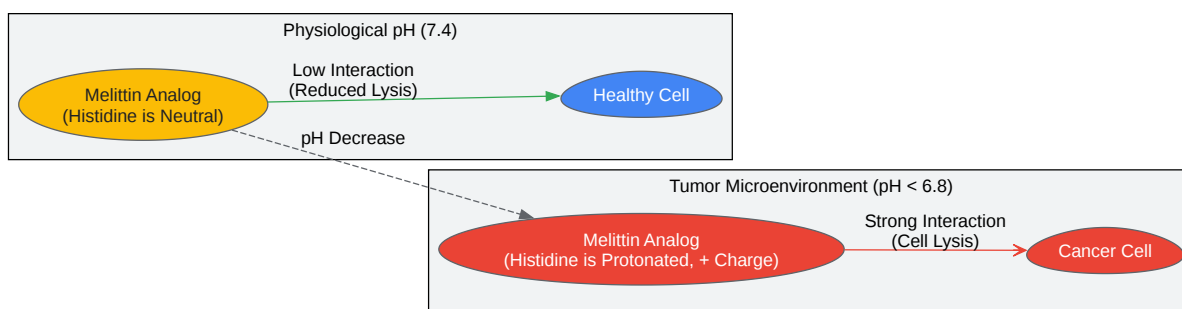 Physiological pH (7.4)
Melittin Analog
(Histidine is Neutral)
Low Interaction
(Reduced Lysis)
Healthy Cell
pH Decrease
Tumor Microenvironment (pH < 6.8)
Melittin Analog
(Histidine is Protonated, + Charge)
Strong Interaction
(Cell Lysis)
Cancer Cell